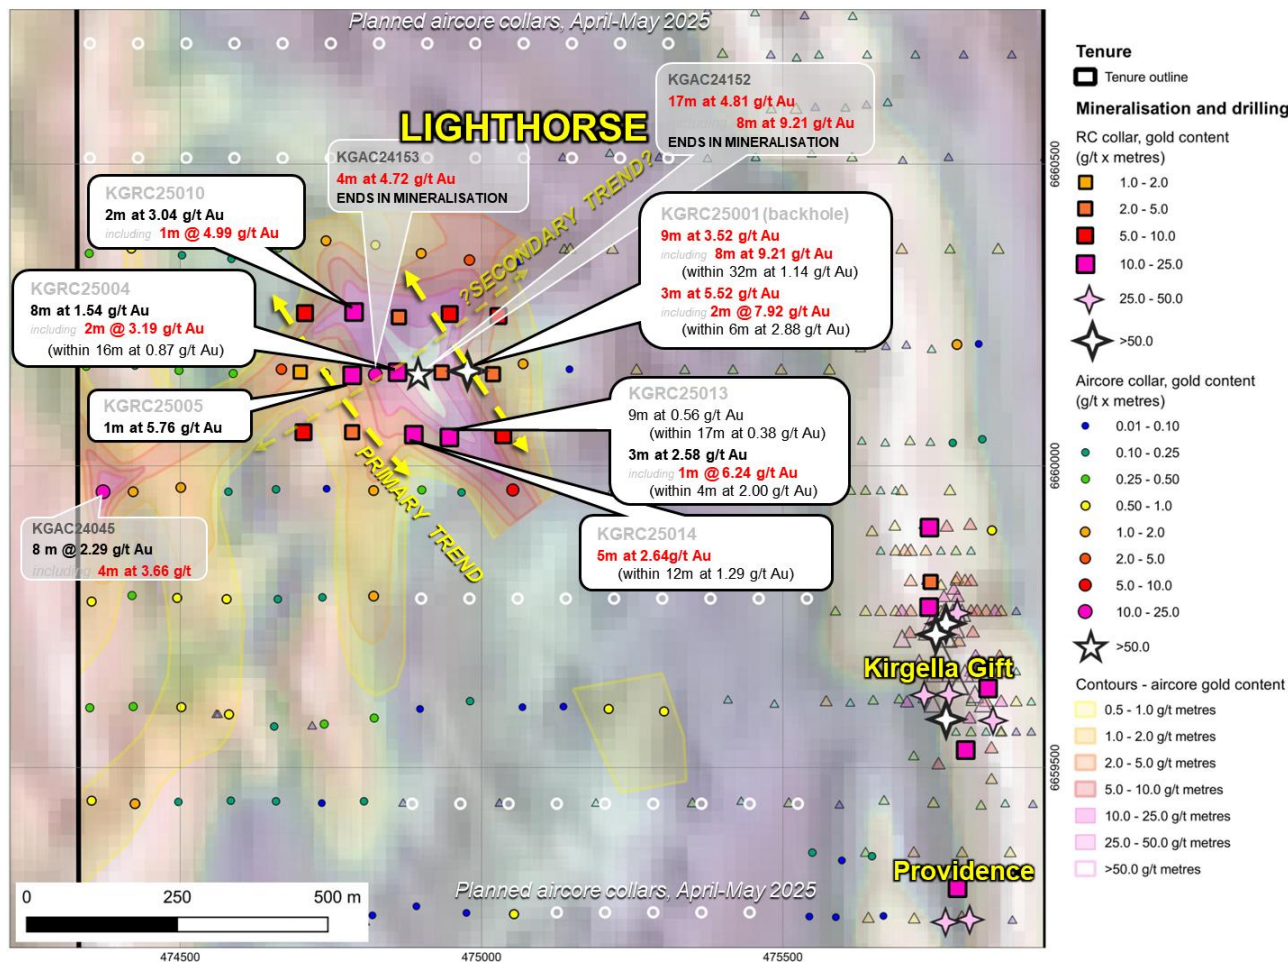 Planned aircore collars, April-May 2025
LIGHTHORSE
KGAC24152
17m at 4.81 g/t Au
including 8m at 9.21 g/t Au
ENDS IN MINERALISATION
KGAC24153
4m at 4.72 g/t Au
ENDS IN MINERALISATION
KGRC25010
2m at 3.04 g/t Au
including 1m @ 4.99 g/t Au
KGRC25001 (backhole)
9m at 3.52 g/t Au
including 8m at 9.21 g/t Au
(within 32m at 1.14 g/t Au)
3m at 5.52 g/t Au
including 2m @ 7.92 g/t Au
(within 6m at 2.88 g/t Au)
?SECONDARY TREND?
KGRC25004
8m at 1.54 g/t Au
including 2m @ 3.19 g/t Au
(within 16m at 0.87 g/t Au)
KGRC25005
1m at 5.76 g/t Au
KGRC25013
9m at 0.56 g/t Au
(within 17m at 0.38 g/t Au)
3m at 2.58 g/t Au
including 1m @ 6.24 g/t Au
(within 4m at 2.00 g/t Au)
PRIMARY TREND
KGAC24045
8 m @ 2.29 g/t Au
including 4m at 3.66 g/t
KGRC25014
5m at 2.64g/t Au
(within 12m at 1.29 g/t Au)
Kirgella Gift
Providence
Planned aircore collars, April-May 2025
0 250 500 m
474500 475000 475500
6660500
6660000
6659500
Tenure
Tenure outline
Mineralisation and drilling
RC collar, gold content
(g/t x metres)
1.0 - 2.0
2.0 - 5.0
5.0 - 10.0
10.0 - 25.0
25.0 - 50.0
>50.0
Aircore collar, gold content
(g/t x metres)
0.01 - 0.10
0.10 - 0.25
0.25 - 0.50
0.50 - 1.0
1.0 - 2.0
2.0 - 5.0
5.0 - 10.0
10.0 - 25.0
>50.0
Contours - aircore gold content
0.5 - 1.0 g/t metres
1.0 - 2.0 g/t metres
2.0 - 5.0 g/t metres
5.0 - 10.0 g/t metres
10.0 - 25.0 g/t metres
25.0 - 50.0 g/t metres
>50.0 g/t metres